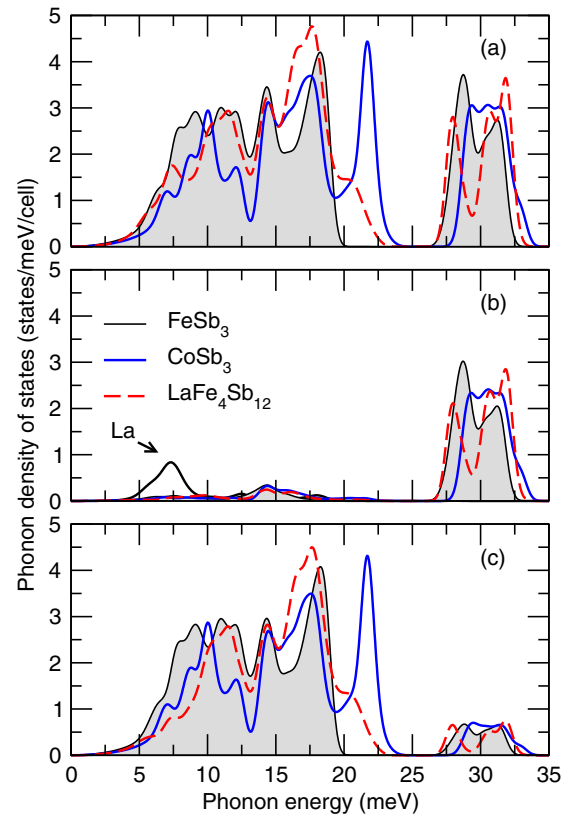 Phonon density of states (states/meV/cell)
5
4
3
2
1
0
(a)
5
4
3
2
1
0
(b)
FeSb₃
CoSb₃
LaFe₄Sb₁₂
La
5
4
3
2
1
0
(c)
0 5 10 15 20 25 30 35
Phonon energy (meV)